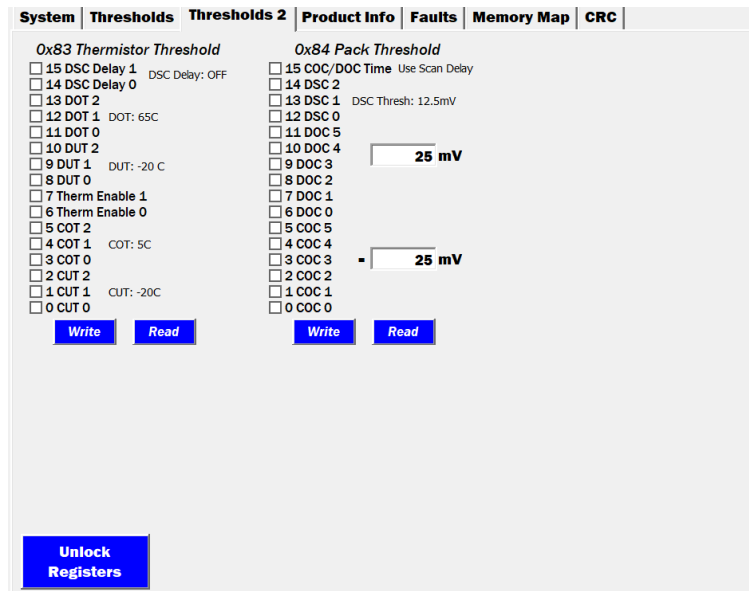 System Thresholds Thresholds 2 Product Info Faults Memory Map CRC
0x83 Thermistor Threshold
15 DSC Delay 1 DSC Delay: OFF
14 DSC Delay 0
13 DOT 2
12 DOT 1 DOT: 65C
11 DOT 0
10 DUT 2
9 DUT 1 DUT: -20 C
8 DUT 0
7 Therm Enable 1
6 Therm Enable 0
5 COT 2
4 COT 1 COT: 5C
3 COT 0
2 CUT 2
1 CUT 1 CUT: -20C
0 CUT 0
Write Read
0x84 Pack Threshold
15 COC/DOC Time Use Scan Delay
14 DSC 2
13 DSC 1 DSC Thresh: 12.5mV
12 DSC 0
11 DOC 5
10 DOC 4
25 mV
9 DOC 3
8 DOC 2
7 DOC 1
6 DOC 0
5 COC 5
4 COC 4
3 COC 3 - 25 mV
2 COC 2
1 COC 1
0 COC 0
Write Read
Unlock
Registers